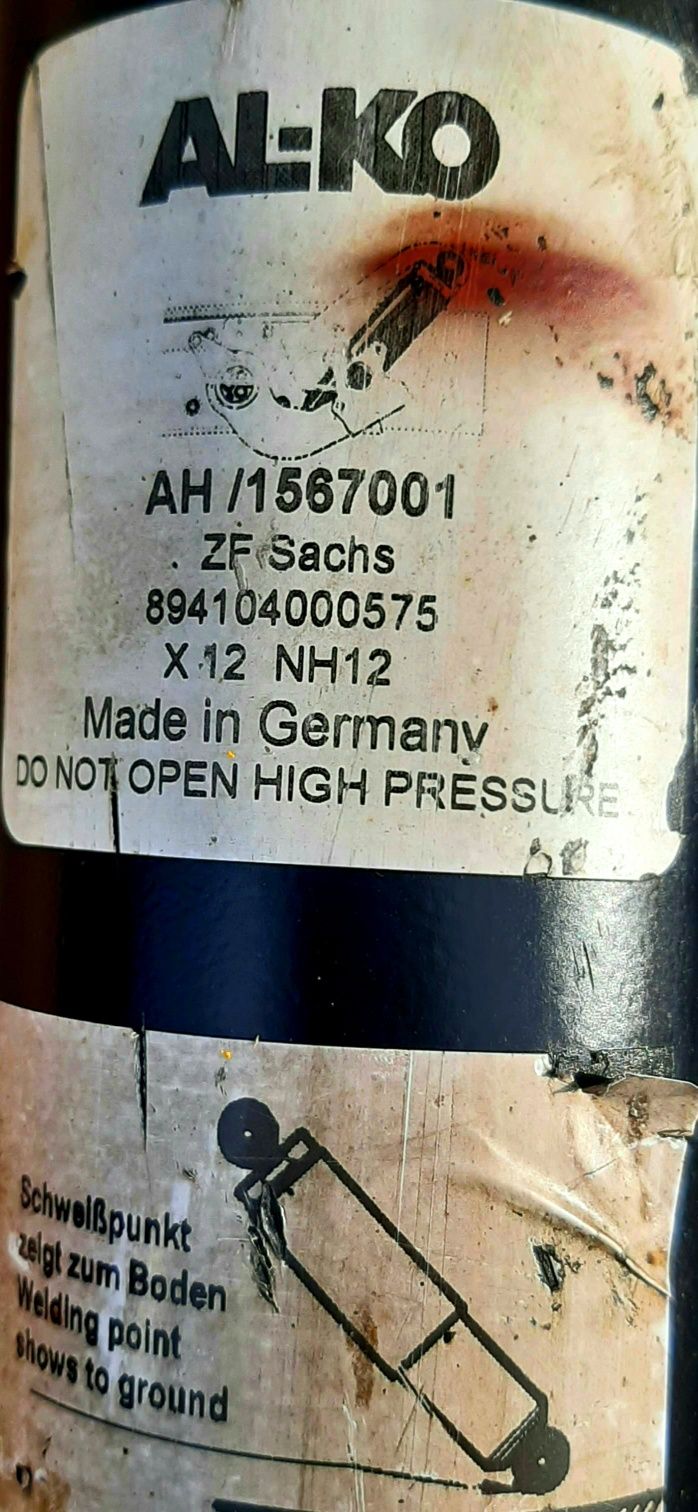 AL-KO
AH /1567001
. ZF Sachs
894104000575
X 12 NH12
Made in Germany
DO NOT OPEN HIGH PRESSURE
Schweißpunkt
zeigt zum Boden
Welding point
shows to ground